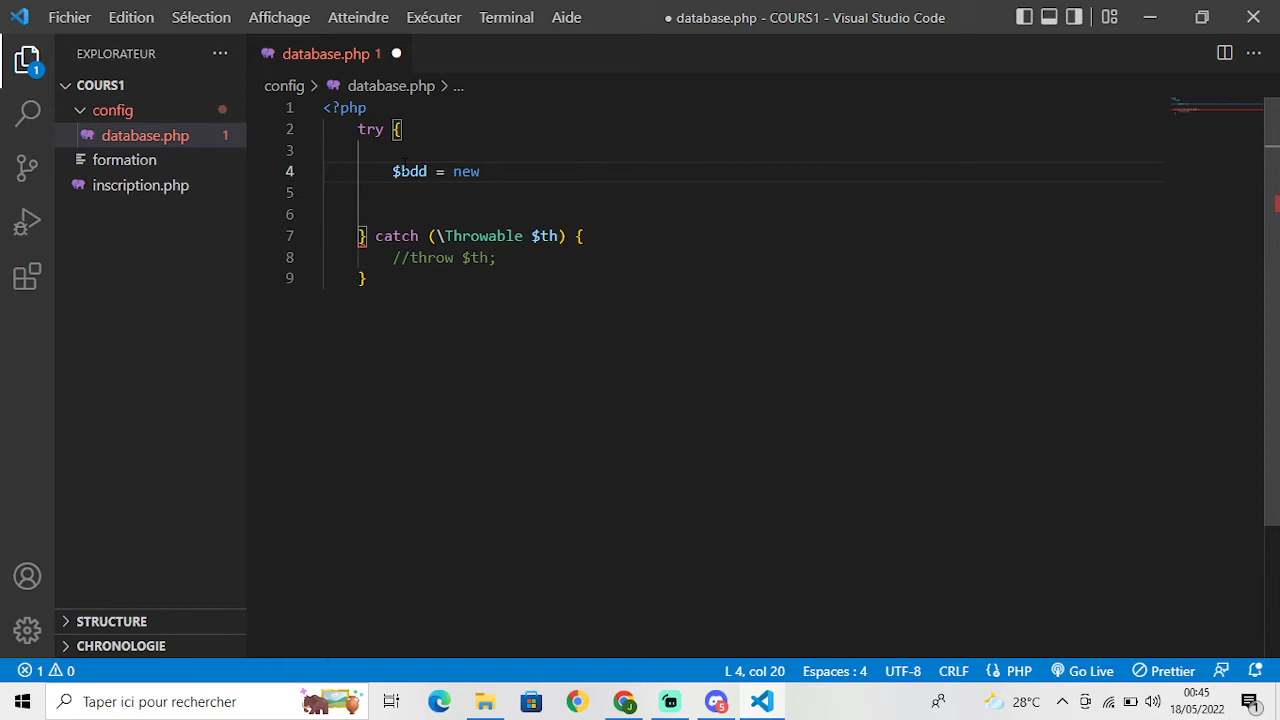 Fichier Edition Sélection Affichage Atteindre Exécuter Terminal Aide ● database.php - COURS1 - Visual Studio Code
EXPLORATEUR ...
database.php 1 ●
COURS1
config > database.php > ...
config
database.php 1
formation
inscription.php
1 <?php
2 try {
3
4 $bdd = new
5
6
7 } catch (\Throwable $th) {
8 //throw $th;
9 }
1
STRUCTURE
CHRONOLOGIE
1 0 L 4, col 20 Espaces : 4 UTF-8 CRLF {} PHP Go Live Prettier
Taper ici pour rechercher
5
28°C
00:45
18/05/2022
1